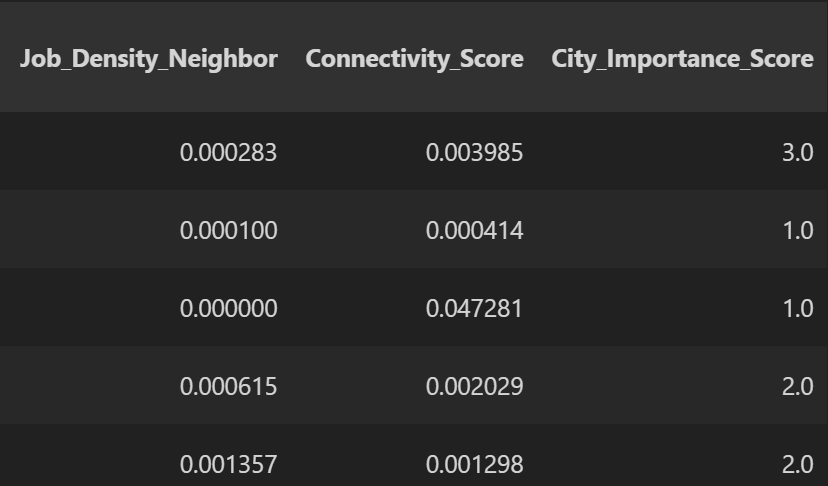 Job_Density_Neighbor Connectivity_Score City_Importance_Score
0.000283 0.003985 3.0
0.000100 0.000414 1.0
0.000000 0.047281 1.0
0.000615 0.002029 2.0
0.001357 0.001298 2.0